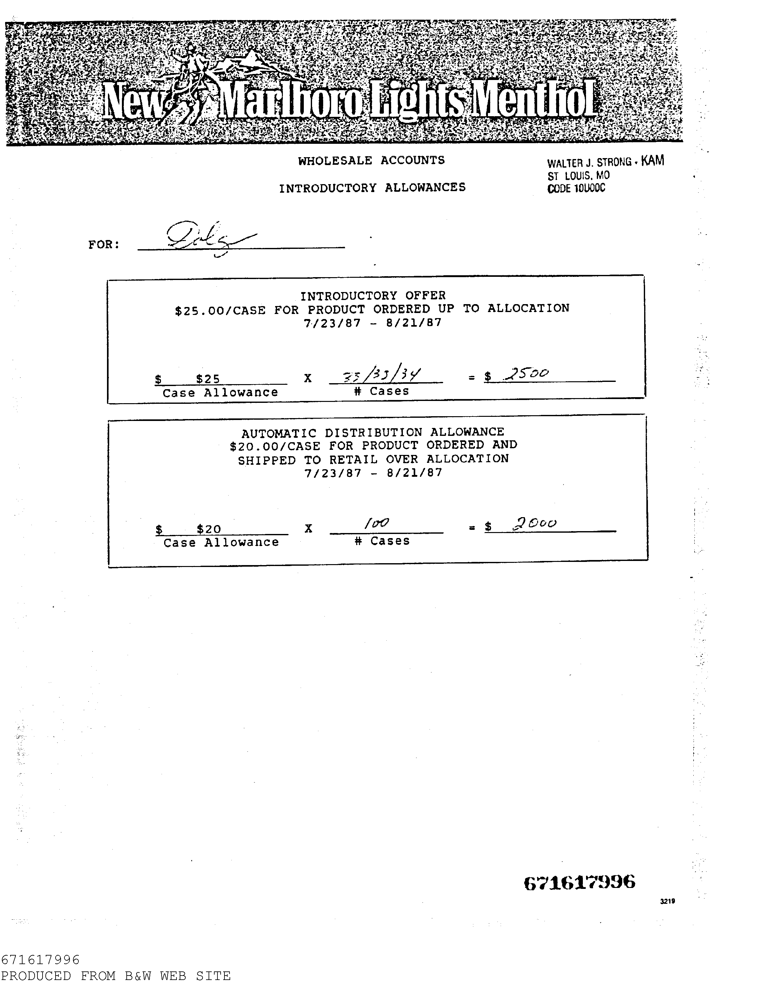 New Marlboro Lights Menthol
WHOLESALE ACCOUNTS
INTRODUCTORY ALLOWANCES
WALTER J. STRONG - KAM
ST LOUIS, MO
CODE 10U00C
FOR:
INTRODUCTORY OFFER
$25.00/CASE FOR PRODUCT ORDERED UP TO ALLOCATION
7/23/87 - 8/21/87
$ $25 X 33/33/34 = $ 2500
Case Allowance # Cases
AUTOMATIC DISTRIBUTION ALLOWANCE
$20.00/CASE FOR PRODUCT ORDERED AND
SHIPPED TO RETAIL OVER ALLOCATION
7/23/87 - 8/21/87
$ $20 X 100 = $ 2000
Case Allowance # Cases
671617996
3219
671617996
PRODUCED FROM B&W WEB SITE